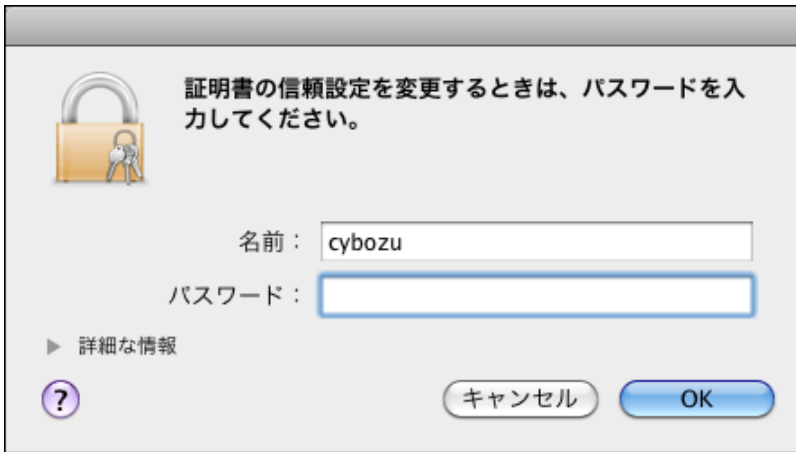 証明書の信頼設定を変更するときは、パスワードを入
力してください。
名前： cybozu
パスワード：
▶ 詳細な情報
? キャンセル OK